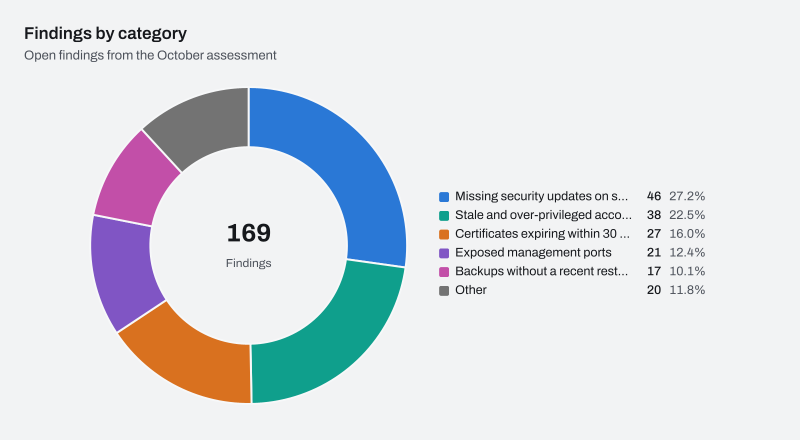 Findings by category
Open findings from the October assessment
169
Findings
Missing security updates on s... 46 27.2%
Stale and over-privileged acco... 38 22.5%
Certificates expiring within 30 ... 27 16.0%
Exposed management ports 21 12.4%
Backups without a recent rest... 17 10.1%
Other 20 11.8%